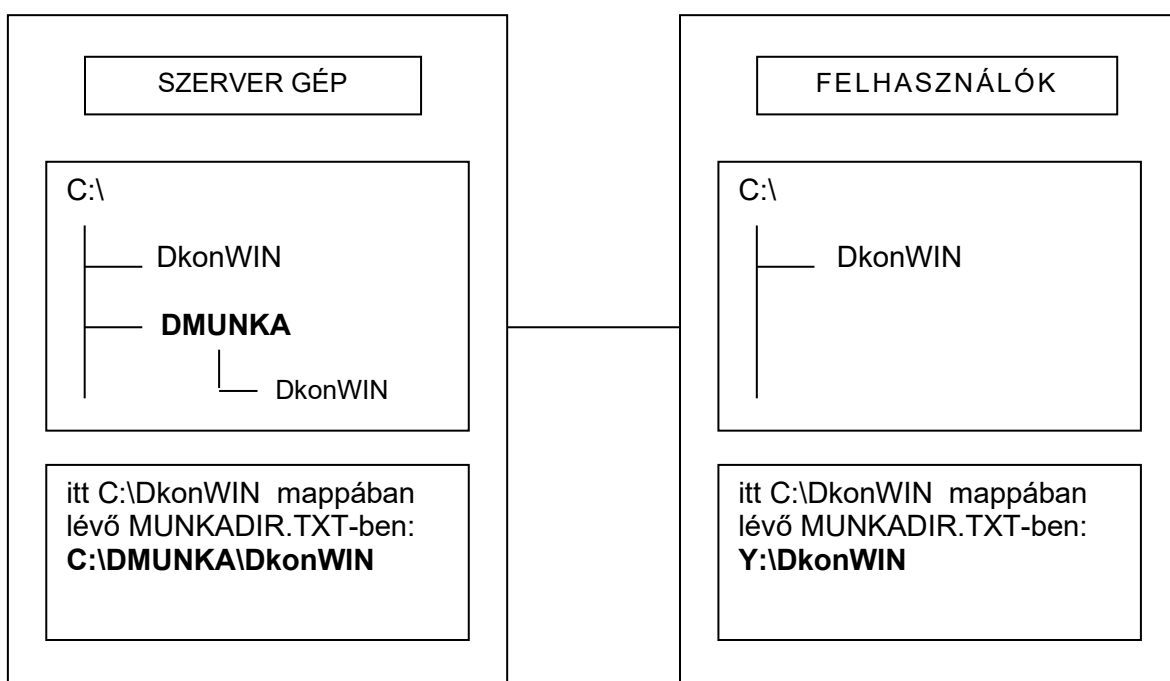 SZERVER GÉP
C:\
DkonWIN
DMUNKA
DkonWIN
itt C:\DkonWIN mappában
lévő MUNKADIR.TXT-ben:
C:\DMUNKA\DkonWIN
FELHASZNÁLÓK
C:\
DkonWIN
itt C:\DkonWIN mappában
lévő MUNKADIR.TXT-ben:
Y:\DkonWIN